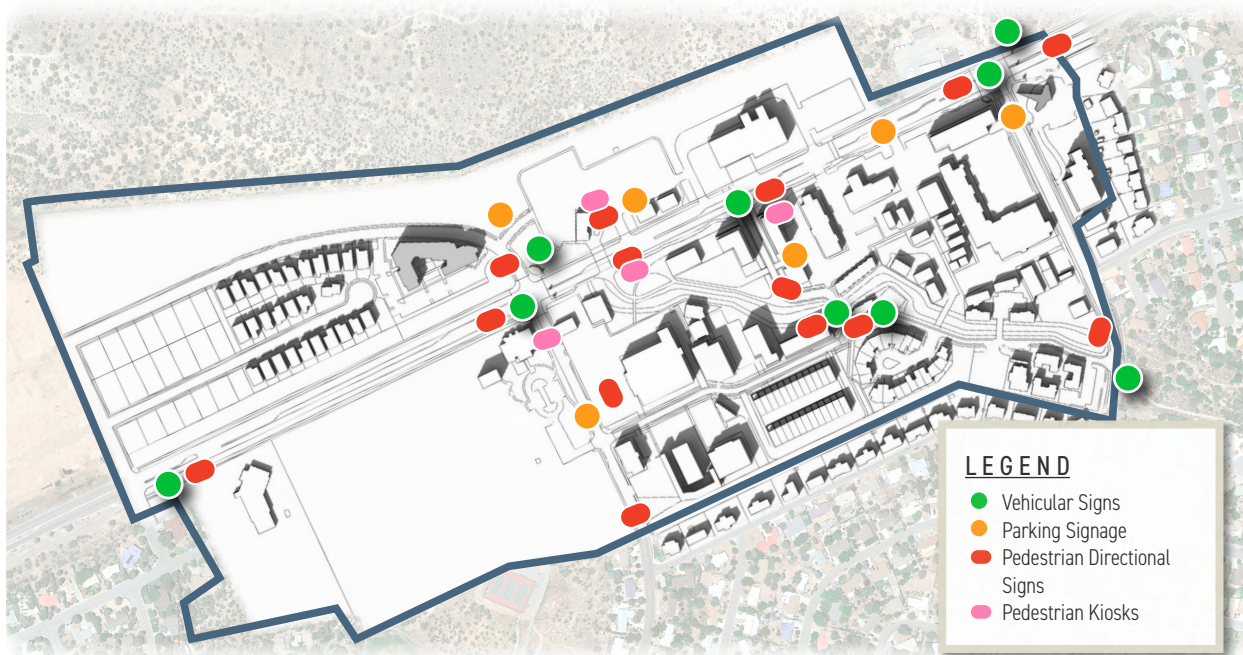 LEGEND
Vehicular Signs
Parking Signage
Pedestrian Directional
Signs
Pedestrian Kiosks